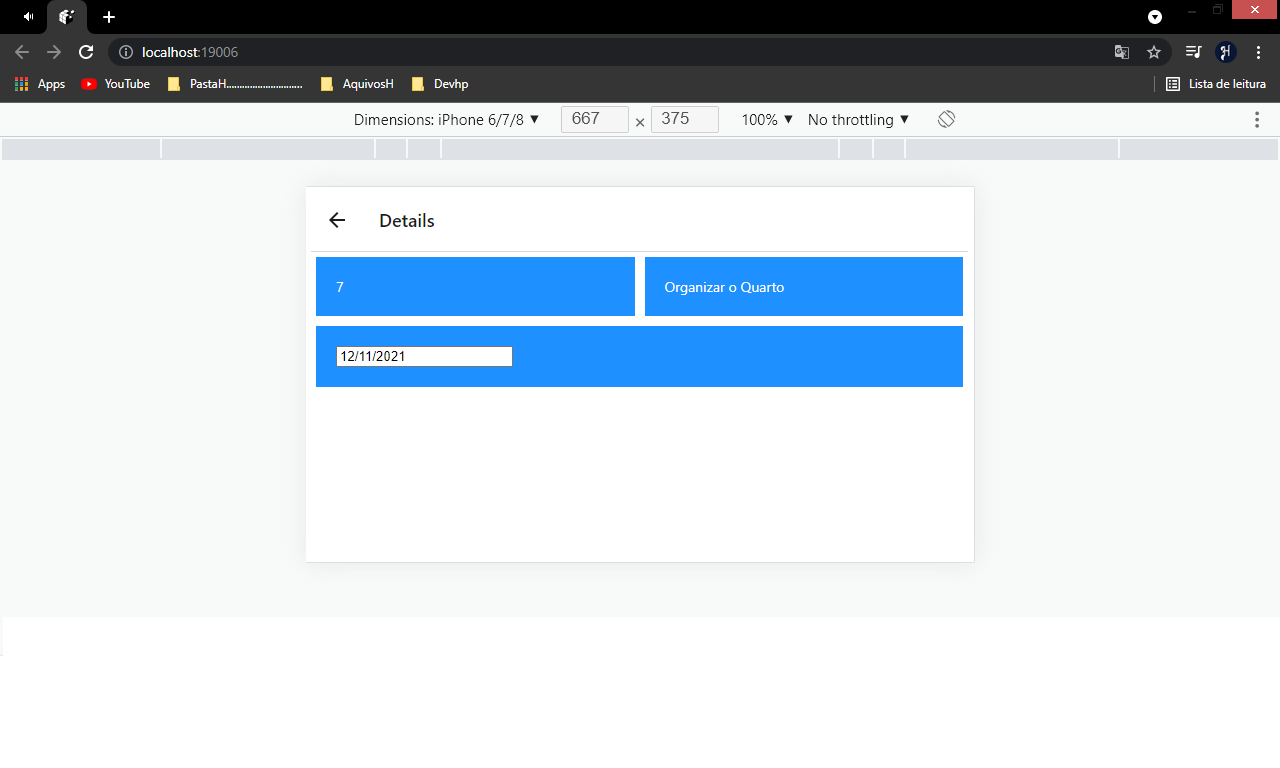 localhost:19006
Apps YouTube PastaH............................ AquivosH Devhp Lista de leitura
Dimensions: iPhone 6/7/8 ▼ 667 × 375 100% ▼ No throttling ▼
Details
7 Organizar o Quarto
12/11/2021